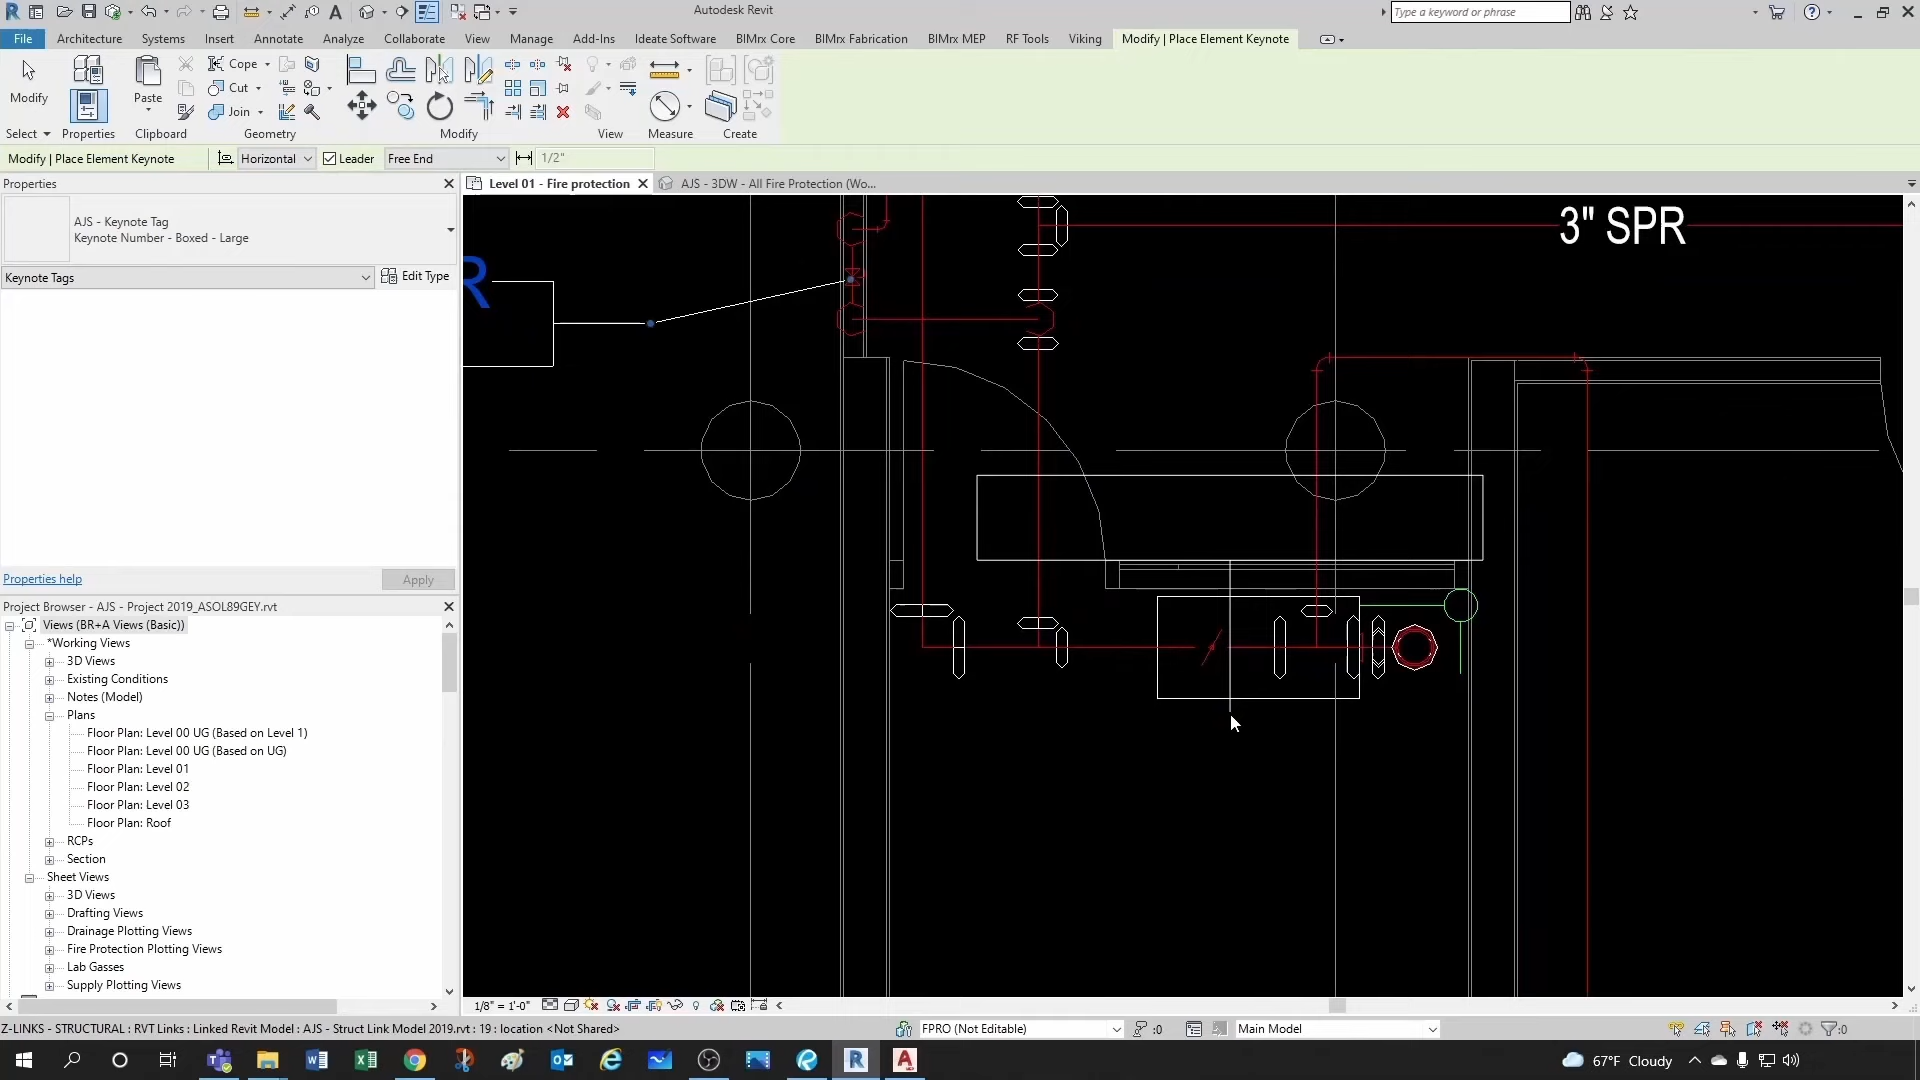 Autodesk Revit
Type a keyword or phrase
File Architecture Systems Insert Annotate Analyze Collaborate View Manage Add-Ins Ideate Software BIMrx Core BIMrx Fabrication BIMrx MEP RF Tools Viking Modify | Place Element Keynote
Modify Paste Cope Cut Join
Select Properties Clipboard Geometry Modify View Measure Create
Modify | Place Element Keynote Horizontal Leader Free End 1/2"
Properties
Level 01 - Fire protection
AJS - 3DW - All Fire Protection (Wo...
AJS - Keynote Tag
Keynote Number - Boxed - Large
Keynote Tags
Edit Type
R
3" SPR
Properties help
Apply
Project Browser - AJS - Project 2019_ASOL89GEY.rvt
Views (BR+A Views (Basic))
*Working Views
3D Views
Existing Conditions
Notes (Model)
Plans
Floor Plan: Level 00 UG (Based on Level 1)
Floor Plan: Level 00 UG (Based on UG)
Floor Plan: Level 01
Floor Plan: Level 02
Floor Plan: Level 03
Floor Plan: Roof
RCPs
Section
Sheet Views
3D Views
Drafting Views
Drainage Plotting Views
Fire Protection Plotting Views
Lab Gasses
Supply Plotting Views
1/8" = 1'-0"
Z-LINKS - STRUCTURAL : RVT Links : Linked Revit Model : AJS - Struct Link Model 2019.rvt : 19 : location <Not Shared>
FPRO (Not Editable)
:0
Main Model
:0
67°F Cloudy